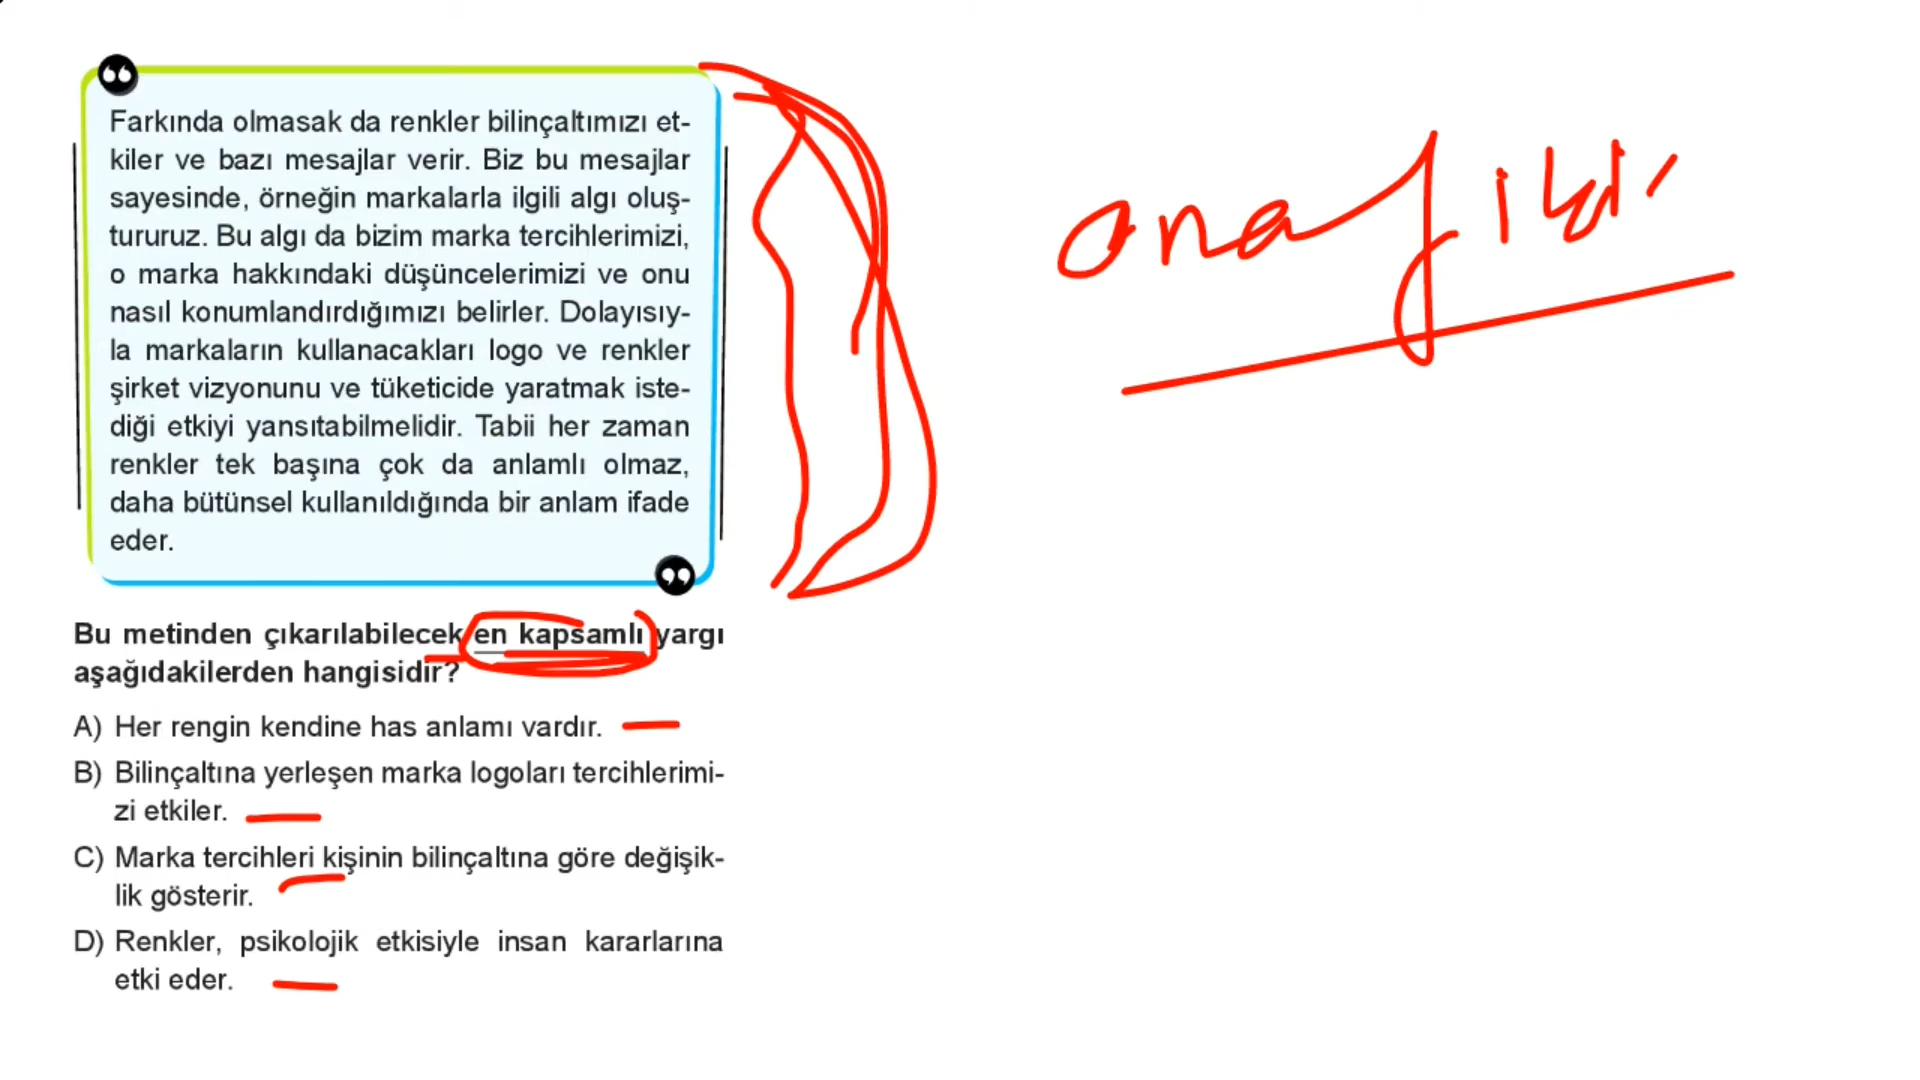 Farkında olmasak da renkler bilinçaltımızı et-
kiler ve bazı mesajlar verir. Biz bu mesajlar
sayesinde, örneğin markalarla ilgili algı oluş-
tururuz. Bu algı da bizim marka tercihlerimizi,
o marka hakkındaki düşüncelerimizi ve onu
nasıl konumlandırdığımızı belirler. Dolayısıy-
la markaların kullanacakları logo ve renkler
şirket vizyonunu ve tüketicide yaratmak iste-
diği etkiyi yansıtabilmelidir. Tabii her zaman
renkler tek başına çok da anlamlı olmaz,
daha bütünsel kullanıldığında bir anlam ifade
eder.
Bu metinden çıkarılabilecek en kapsamlı yargı
aşağıdakilerden hangisidir?
A) Her rengin kendine has anlamı vardır.
B) Bilinçaltına yerleşen marka logoları tercihlerimi-
zi etkiler.
C) Marka tercihleri kişinin bilinçaltına göre değişik-
lik gösterir.
D) Renkler, psikolojik etkisiyle insan kararlarına
etki eder.
ana